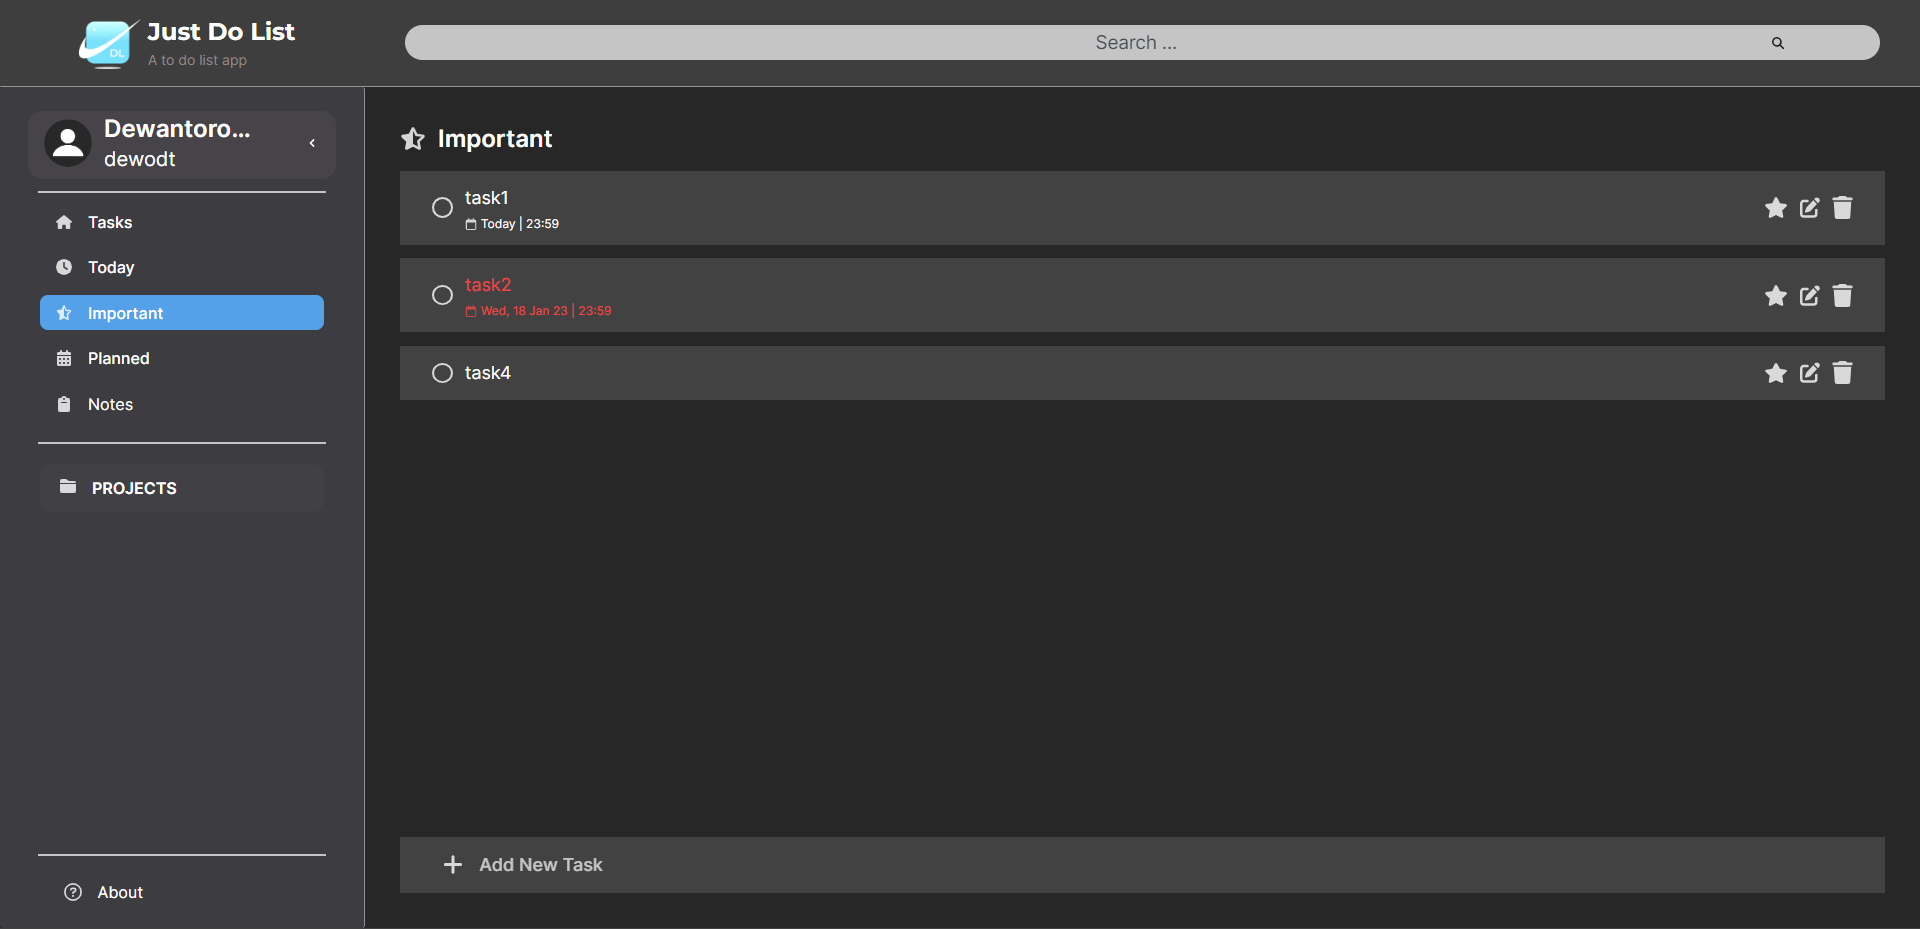 DL
Just Do List
A to do list app
Search ...
Dewantoro...
dewodt
Tasks
Today
Important
Planned
Notes
PROJECTS
About
Important
task1
Today | 23:59
task2
Wed, 18 Jan 23 | 23:59
task4
Add New Task